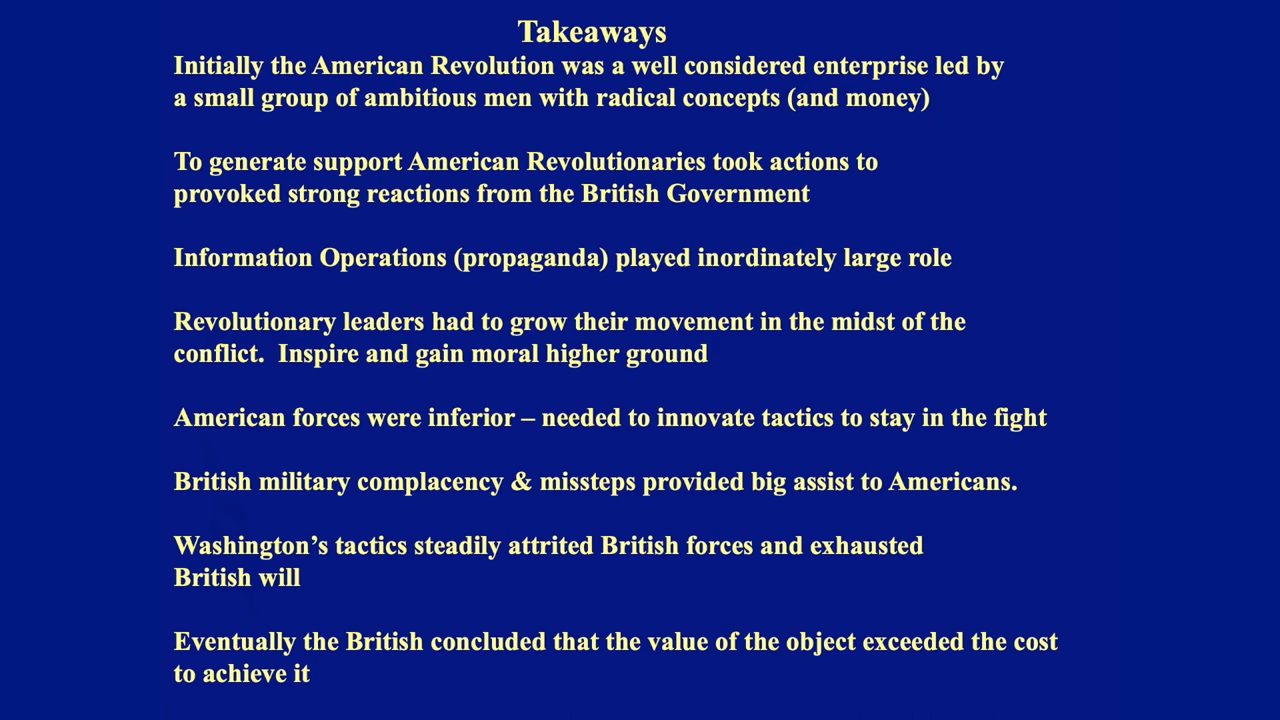 Takeaways
Initially the American Revolution was a well considered enterprise led by
a small group of ambitious men with radical concepts (and money)
To generate support American Revolutionaries took actions to
provoked strong reactions from the British Government
Information Operations (propaganda) played inordinately large role
Revolutionary leaders had to grow their movement in the midst of the
conflict.  Inspire and gain moral higher ground
American forces were inferior – needed to innovate tactics to stay in the fight
British military complacency & missteps provided big assist to Americans.
Washington’s tactics steadily attrited British forces and exhausted
British will
Eventually the British concluded that the value of the object exceeded the cost
to achieve it